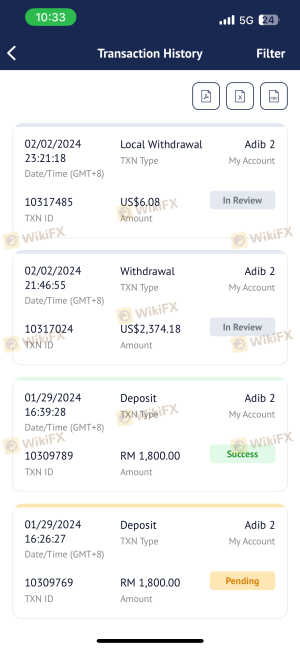 10:33
5G 24
Transaction History
Filter
02/02/2024 Local Withdrawal Adib 2
23:21:18 TXN Type My Account
Date/Time (GMT+8)
10317485 US$6.08 In Review
TXN ID Amount
WikiFX WikiFX WikiFX
02/02/2024 Withdrawal Adib 2
21:46:55 TXN Type My Account
Date/Time (GMT+8)
WikiFX
10317024 US$2,374.18 In Review
TXN ID Amount
WikiFX WikiFX
01/29/2024 Deposit Adib 2
16:39:28 TXN Type My Account
WikiFX
Date/Time (GMT+8)
WikiFX WikiFX
10309789 RM 1,800.00 Success
TXN ID Amount
01/29/2024 Deposit Adib 2
16:26:27 TXN Type My Account
Date/Time (GMT+8)
10309769 RM 1,800.00 Pending
TXN ID Amount